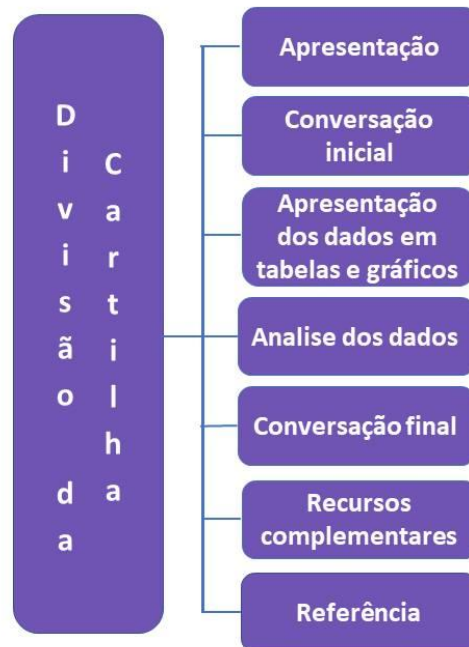 Divisão da
Cartilha
Apresentação
Conversação
inicial
Apresentação
dos dados em
tabelas e gráficos
Analise dos dados
Conversação final
Recursos
complementares
Referência